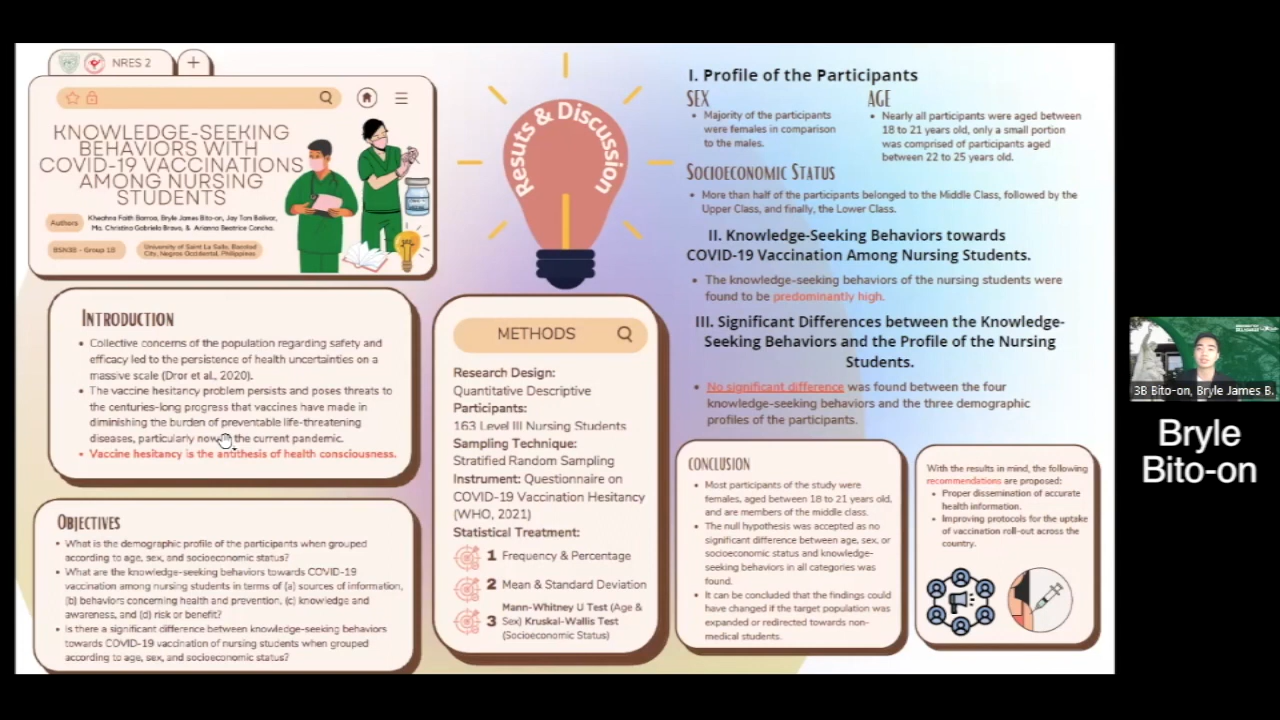 NRES 2
+
KNOWLEDGE-SEEKING
BEHAVIORS WITH
COVID-19 VACCINATIONS
AMONG NURSING
STUDENTS
Authors
Kheahna Faith Barroa, Bryle James Bito-on, Jay Tom Bolivar,
Ma. Christina Gabriela Bravo, & Arianna Beatrice Concha.
BSN3B - Group 1B
University of Saint La Salle, Bacolod
City, Negros Occidental, Philippines
INTRODUCTION
Collective concerns of the population regarding safety and
efficacy led to the persistence of health uncertainties on a
massive scale (Dror et al., 2020).
The vaccine hesitancy problem persists and poses threats to
the centuries-long progress that vaccines have made in
diminishing the burden of preventable life-threatening
diseases, particularly now in the current pandemic.
Vaccine hesitancy is the antithesis of health consciousness.
OBJECTIVES
What is the demographic profile of the participants when grouped
according to age, sex, and socioeconomic status?
What are the knowledge-seeking behaviors towards COVID-19
vaccination among nursing students in terms of (a) sources of information,
(b) behaviors concerning health and prevention, (c) knowledge and
awareness, and (d) risk or benefit?
Is there a significant difference between knowledge-seeking behaviors
towards COVID-19 vaccination of nursing students when grouped
according to age, sex, and socioeconomic status?
Resuts & Discussion
METHODS
Research Design:
Quantitative Descriptive
Participants:
163 Level III Nursing Students
Sampling Technique:
Stratified Random Sampling
Instrument: Questionnaire on
COVID-19 Vaccination Hesitancy
(WHO, 2021)
Statistical Treatment:
1 Frequency & Percentage
2 Mean & Standard Deviation
3 Mann-Whitney U Test (Age &
Sex) Kruskal-Wallis Test
(Socioeconomic Status)
I. Profile of the Participants
SEX
Majority of the participants
were females in comparison
to the males.
AGE
Nearly all participants were aged between
18 to 21 years old, only a small portion
was comprised of participants aged
between 22 to 25 years old.
SOCIOECONOMIC STATUS
More than half of the participants belonged to the Middle Class, followed by the
Upper Class, and finally, the Lower Class.
II. Knowledge-Seeking Behaviors towards
COVID-19 Vaccination Among Nursing Students.
The knowledge-seeking behaviors of the nursing students were
found to be predominantly high.
III. Significant Differences between the Knowledge-
Seeking Behaviors and the Profile of the Nursing
Students.
No significant difference was found between the four
knowledge-seeking behaviors and the three demographic
profiles of the participants.
CONCLUSION
Most participants of the study were
females, aged between 18 to 21 years old,
and are members of the middle class.
The null hypothesis was accepted as no
significant difference between age, sex, or
socioeconomic status and knowledge-
seeking behaviors in all categories was
found.
It can be concluded that the findings could
have changed if the target population was
expanded or redirected towards non-
medical students.
With the results in mind, the following
recommendations are proposed:
Proper dissemination of accurate
health information.
Improving protocols for the uptake
of vaccination roll-out across the
country.
3B Bito-on, Bryle James B.
Bryle
Bito-on